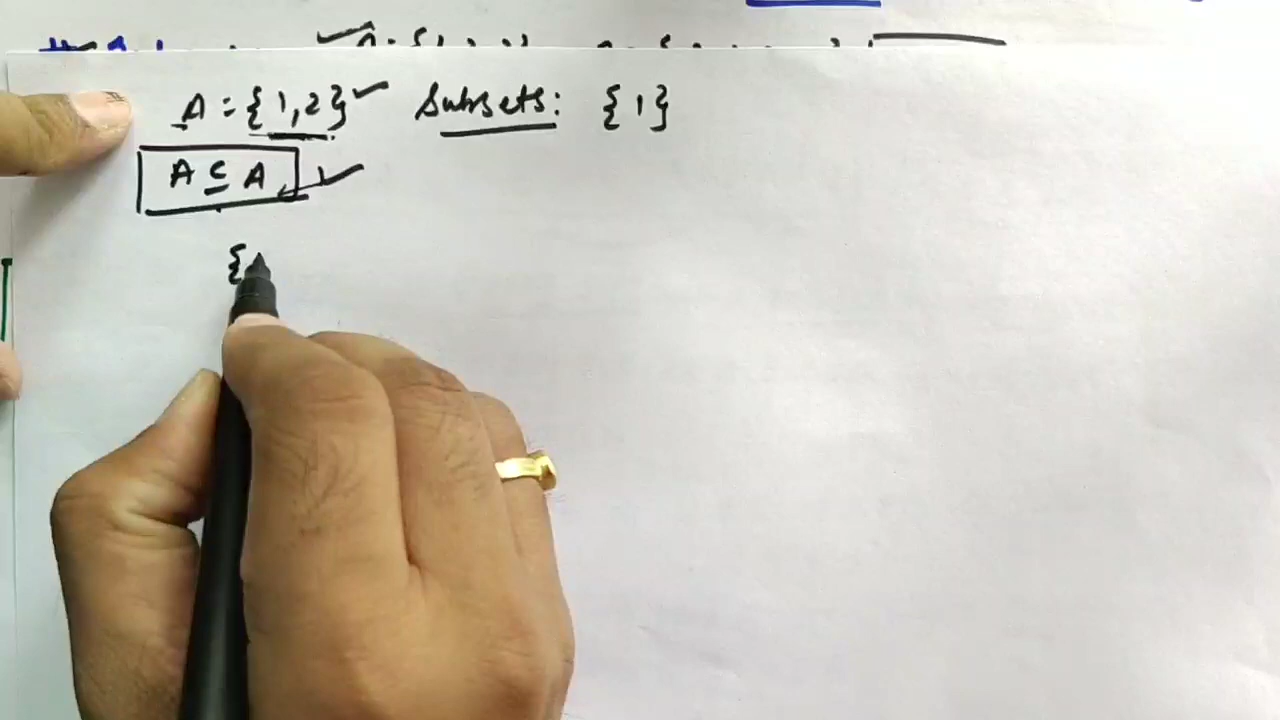 A = {1,2} ✓ Subsets: {1}
A ⊆ A ✓
{